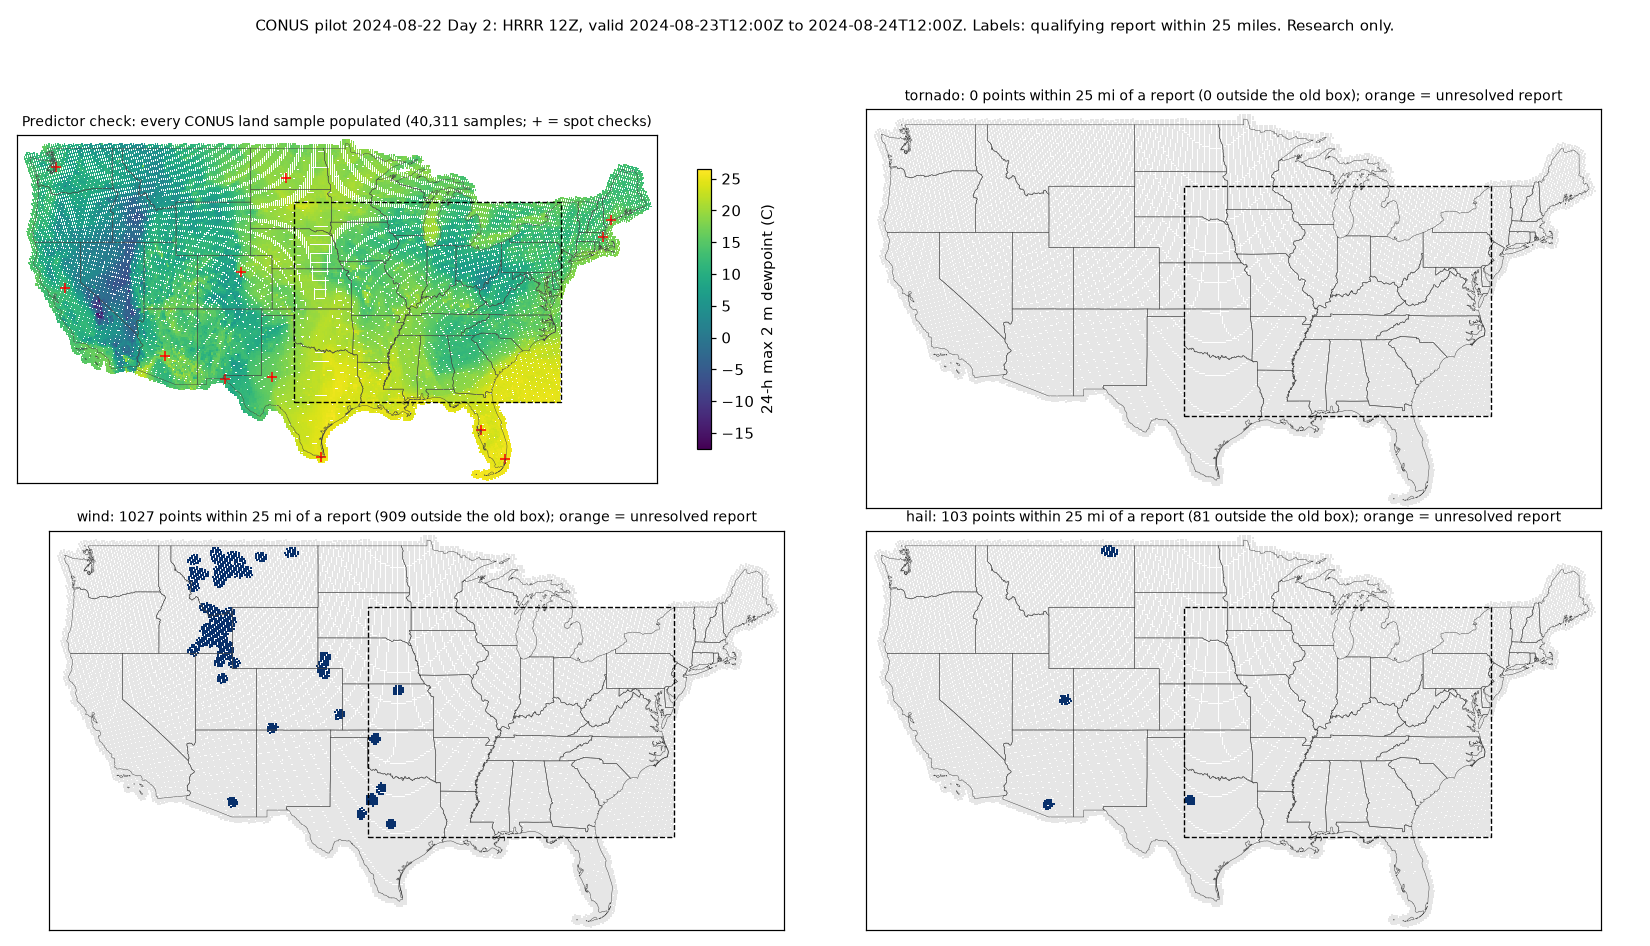 CONUS pilot 2024-08-22 Day 2: HRRR 12Z, valid 2024-08-23T12:00Z to 2024-08-24T12:00Z. Labels: qualifying report within 25 miles. Research only.
Predictor check: every CONUS land sample populated (40,311 samples; + = spot checks)
25
20
15
10
5
0
−5
−10
−15
24-h max 2 m dewpoint (C)
tornado: 0 points within 25 mi of a report (0 outside the old box); orange = unresolved report
wind: 1027 points within 25 mi of a report (909 outside the old box); orange = unresolved report
hail: 103 points within 25 mi of a report (81 outside the old box); orange = unresolved report